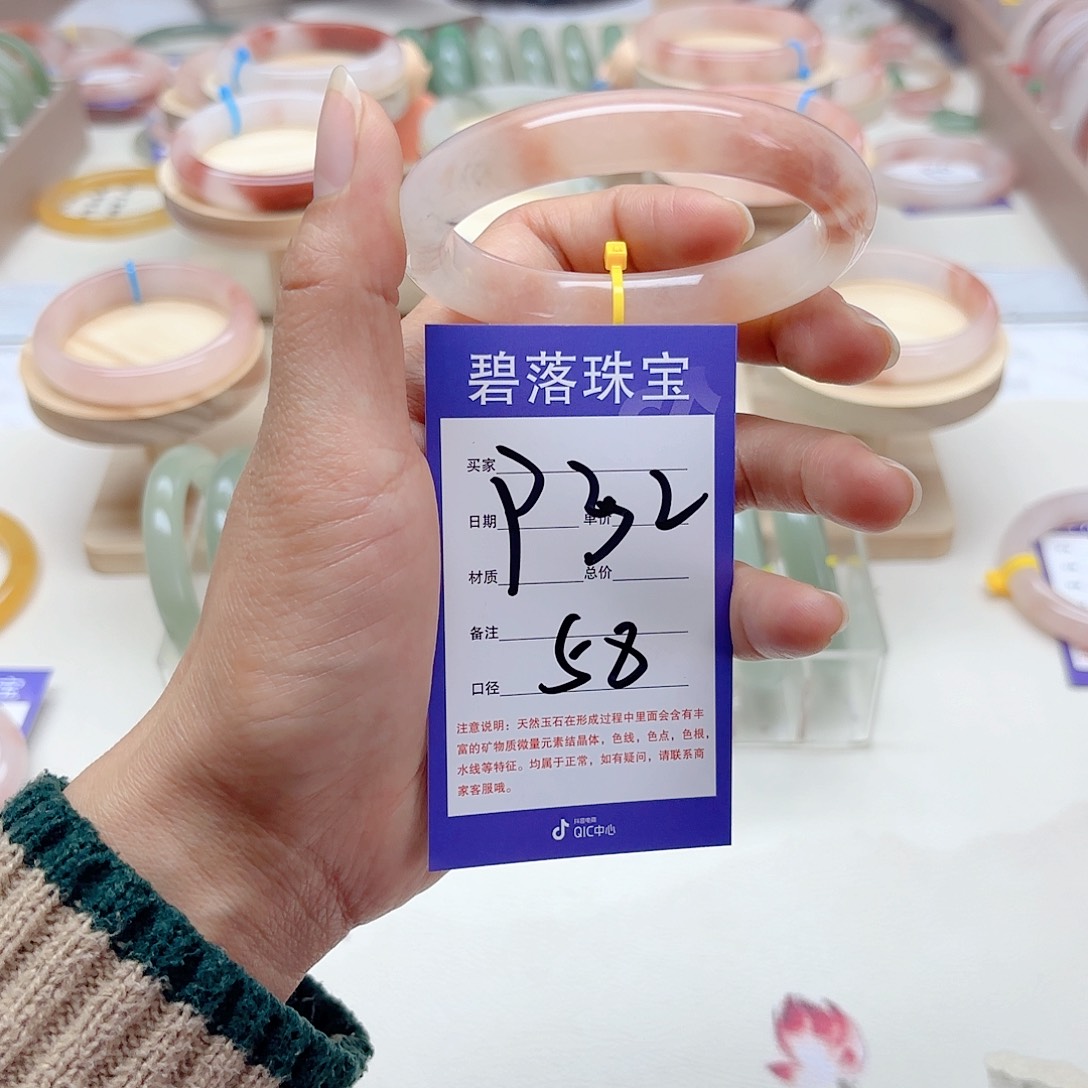 碧落珠宝
买家
P32
日期 单价
材质 总价
备注
58
口径
注意说明：天然玉石在形成过程中里面会含有丰
富的矿物质微量元素结晶体，色线，色点，色根，
水线等特征。均属于正常，如有疑问，请联系商
家客服哦。
抖音电商
QIC中心